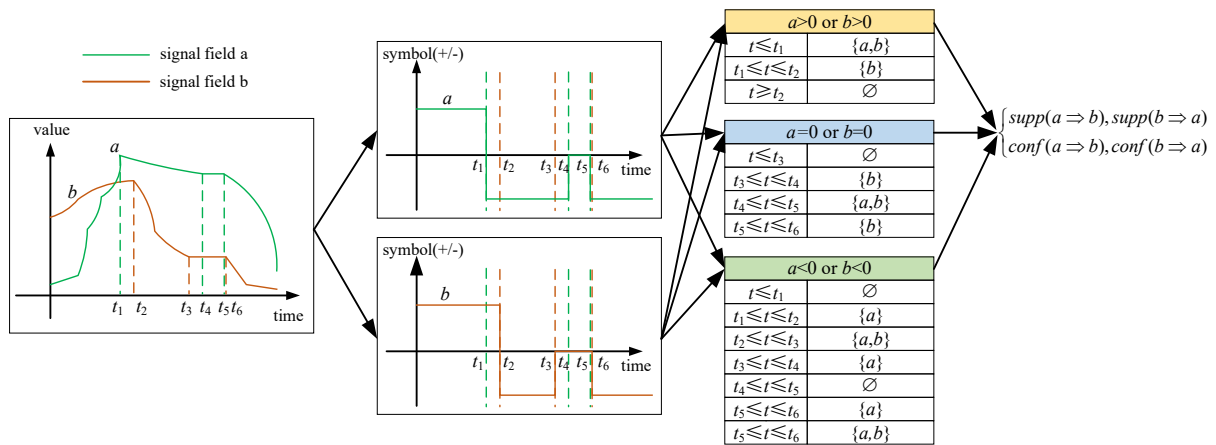 signal field a
signal field b
value
a
b
t₁ t₂ t₃ t₄ t₅ t₆
time
symbol(+/-)
a
t₁ t₂ t₃ t₄ t₅ t₆
time
symbol(+/-)
b
t₁ t₂ t₃ t₄ t₅ t₆
time
a>0 or b>0
t⩽t₁ {a,b}
t₁⩽t⩽t₂ {b}
t⩾t₂ ∅
a=0 or b=0
t⩽t₃ ∅
t₃⩽t⩽t₄ {b}
t₄⩽t⩽t₅ {a,b}
t₅⩽t⩽t₆ {b}
a<0 or b<0
t⩽t₁ ∅
t₁⩽t⩽t₂ {a}
t₂⩽t⩽t₃ {a,b}
t₃⩽t⩽t₄ {a}
t₄⩽t⩽t₅ ∅
t₅⩽t⩽t₆ {a}
t₅⩽t⩽t₆ {a,b}
supp(a ⇒ b), supp(b ⇒ a)
conf(a ⇒ b), conf(b ⇒ a)